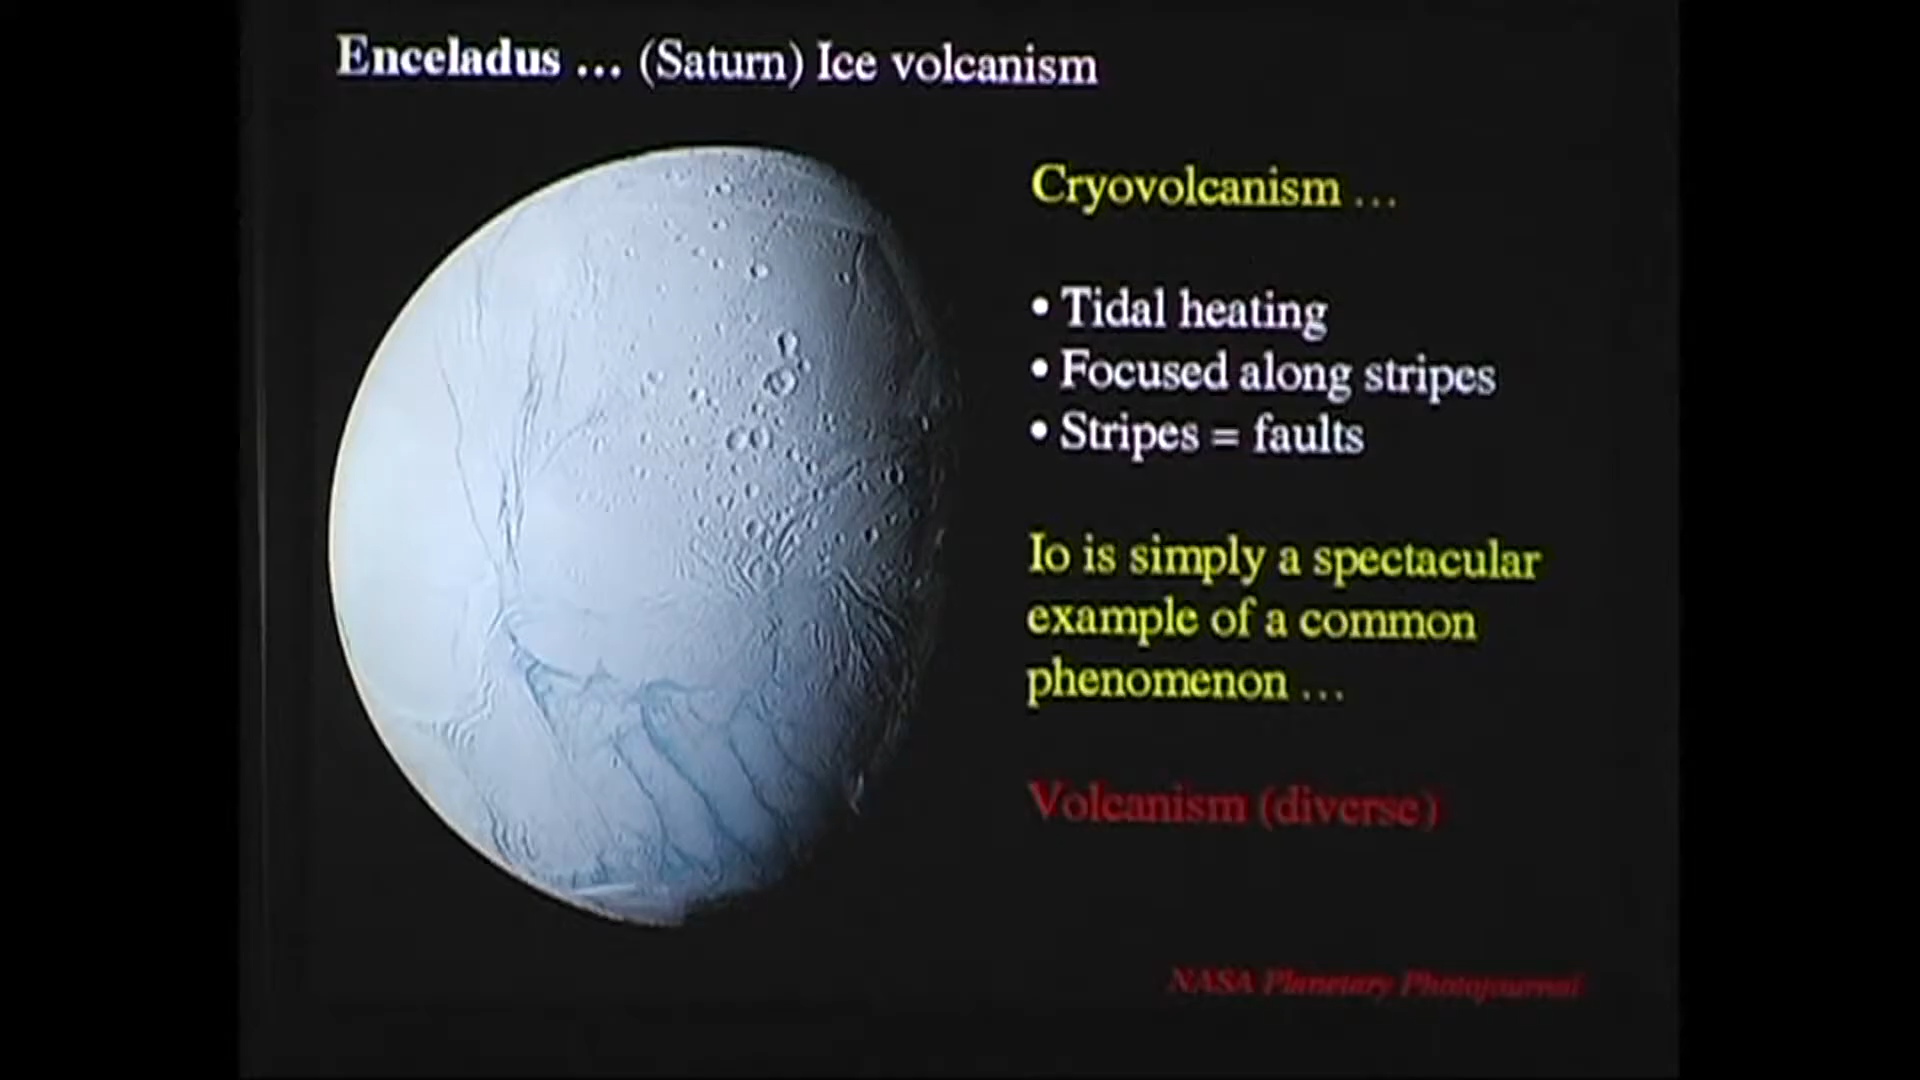 Enceladus ... (Saturn) Ice volcanism
Cryovolcanism ...
• Tidal heating
• Focused along stripes
• Stripes = faults
Io is simply a spectacular
example of a common
phenomenon ...
Volcanism (diverse)
NASA Planetary Photojournal